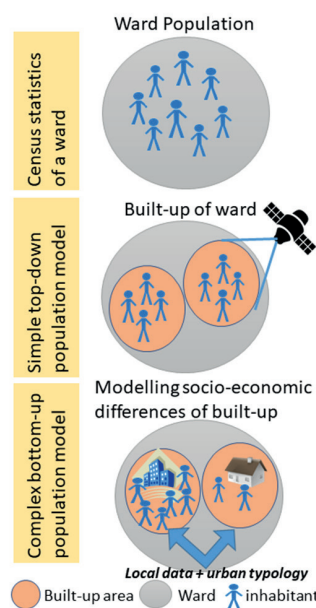 Ward Population
Census statistics
of a ward
Built-up of ward
Simple top-down
population model
Modelling socio-economic
differences of built-up
Complex bottom-up
population model
Local data + urban typology
Built-up area
Ward
inhabitant